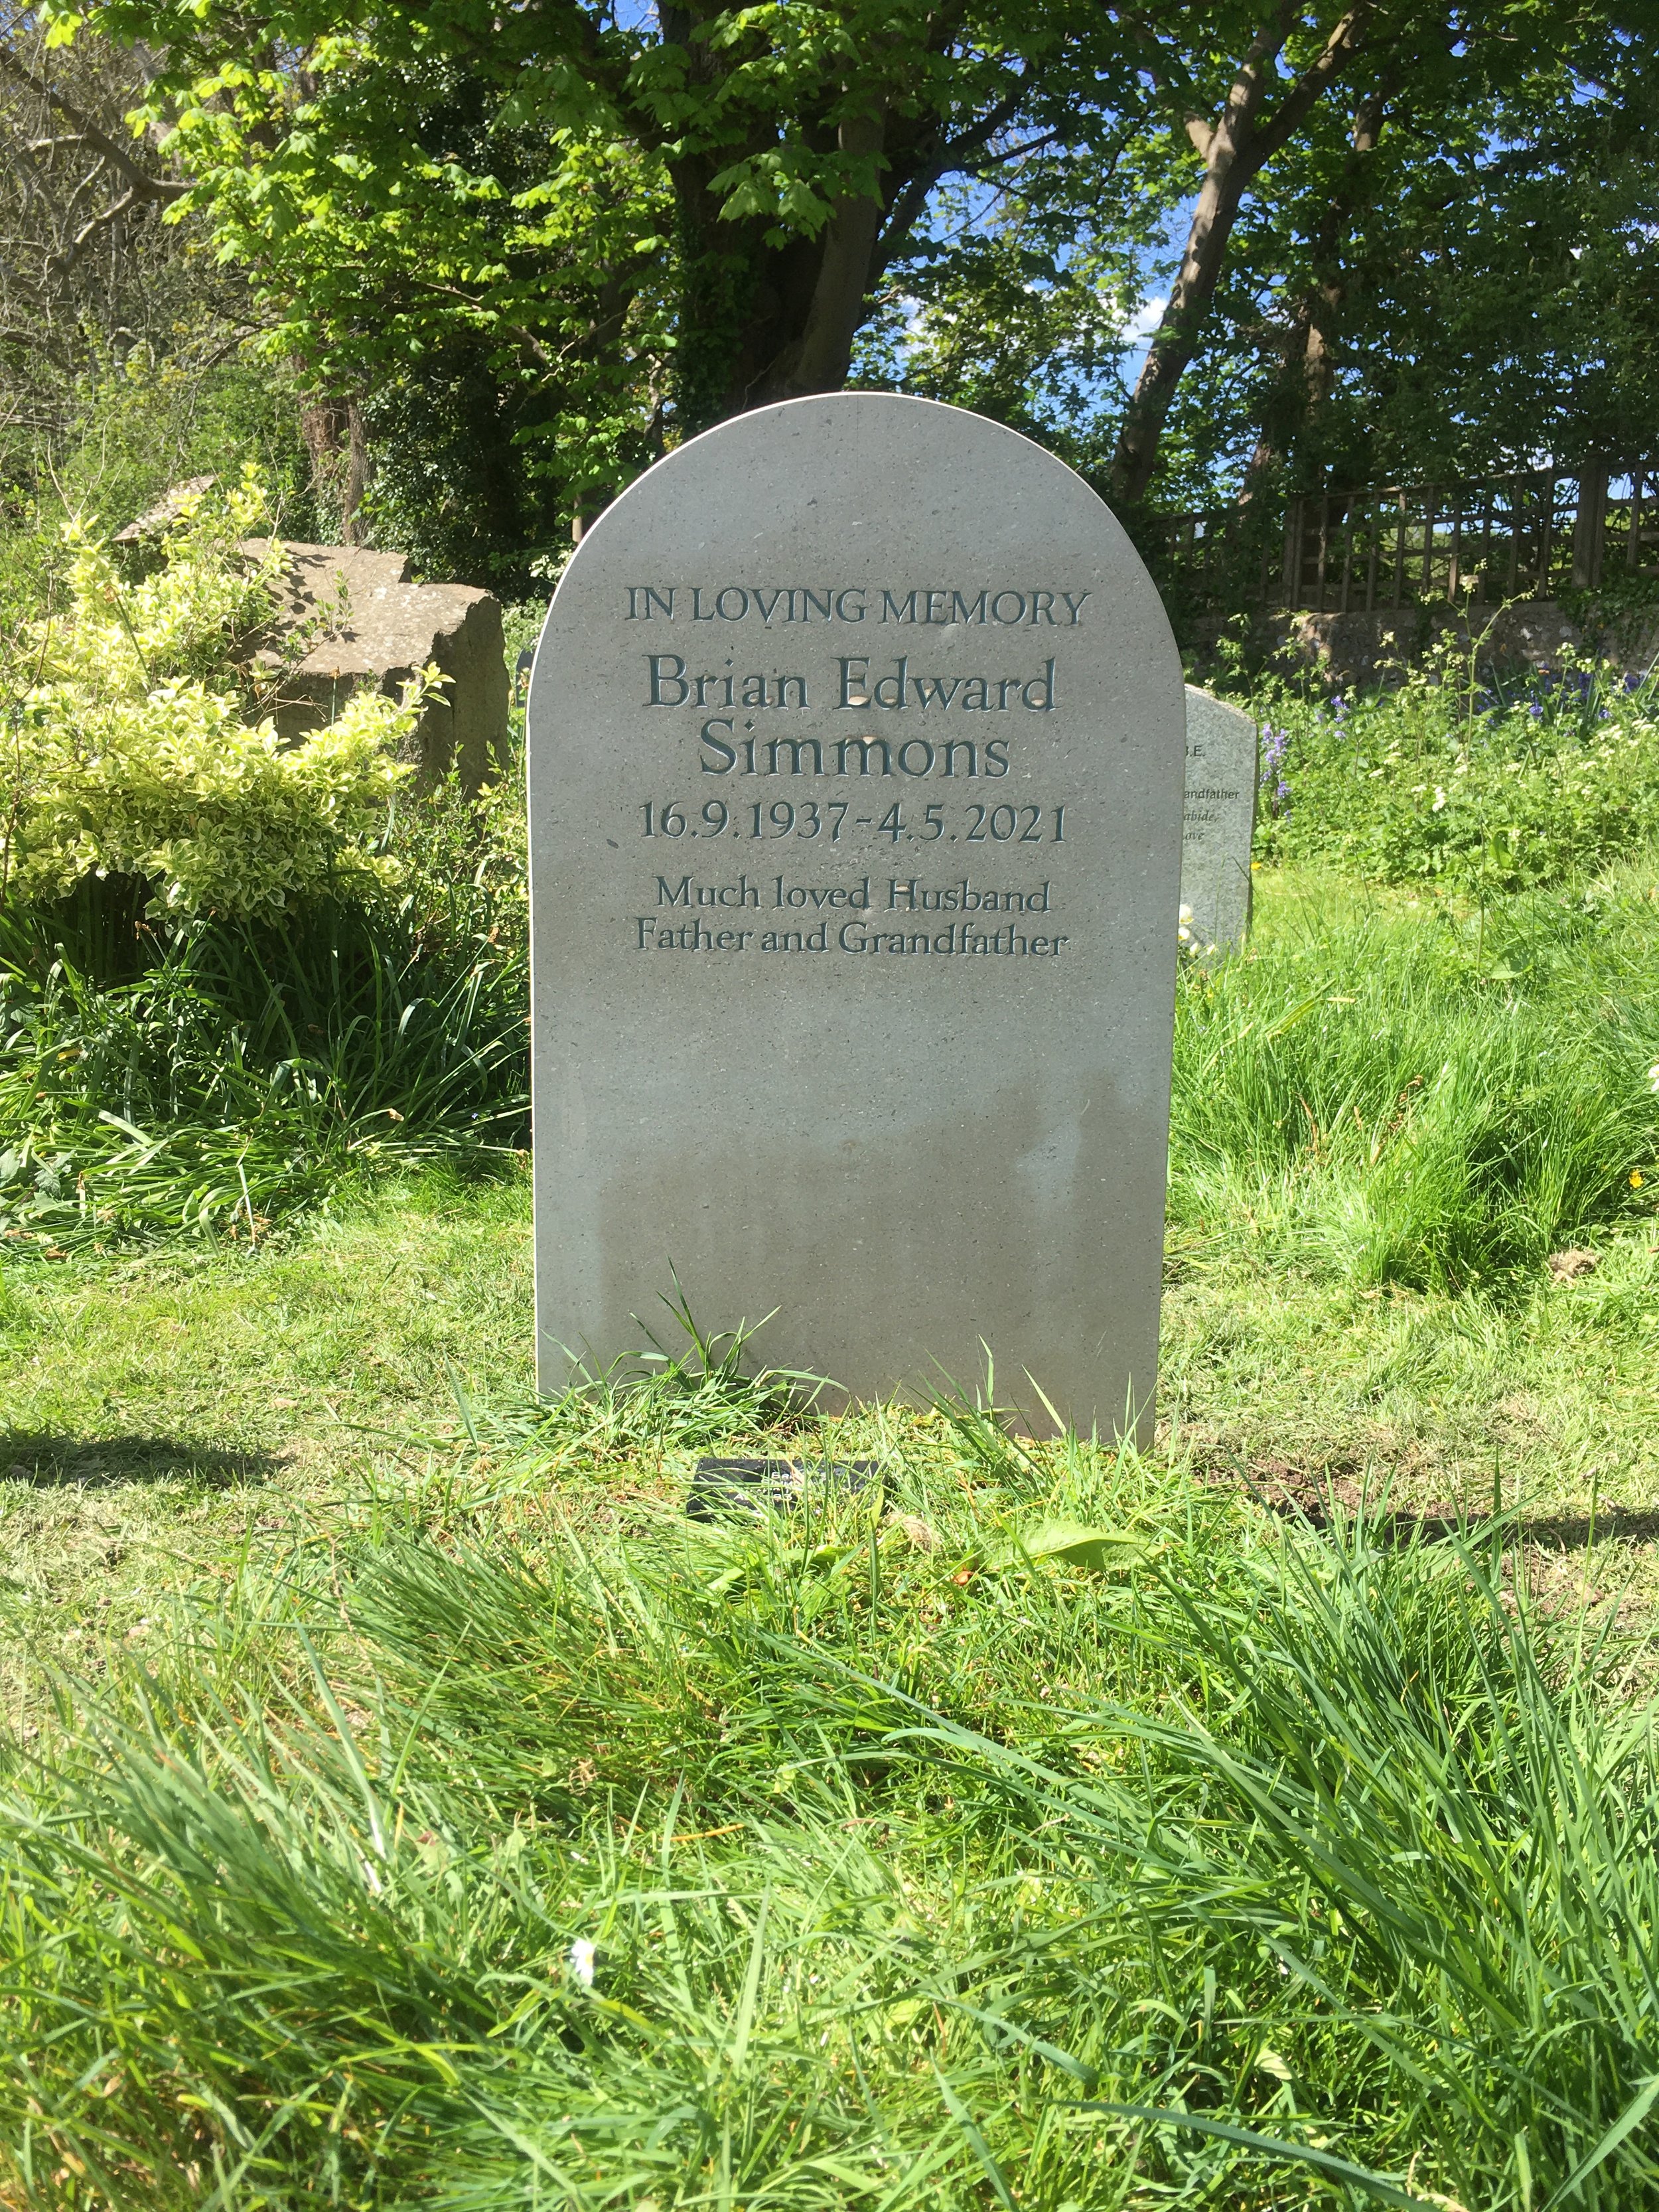 IN LOVING MEMORY
Brian Edward
Simmons
16.9.1937-4.5.2021
Much loved Husband
Father and Grandfather